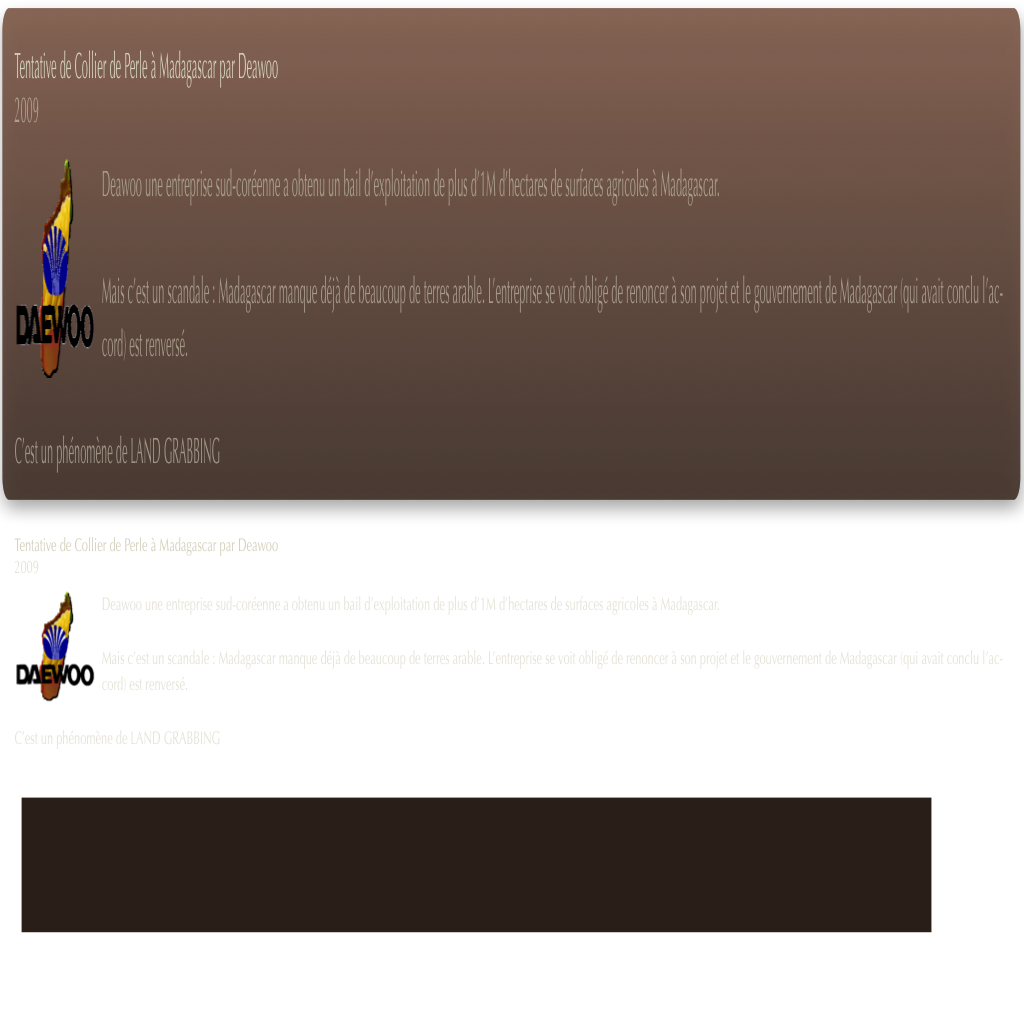 Tentative de Collier de Perle à Madagascar par Deawoo
2009
Deawoo une entreprise sud-coréenne a obtenu un bail d'exploitation de plus d'1M d'hectares de surfaces agricoles à Madagascar.
Mais c'est un scandale : Madagascar manque déjà de beaucoup de terres arable. L'entreprise se voit obligé de renoncer à son projet et le gouvernement de Madagascar (qui avait conclu l'ac-
DAEWOO
cord) est renversé.
C'est un phénomène de LAND GRABBING
Tentative de Collier de Perle à Madagascar par Deawoo
2009
Deawoo une entreprise sud-coréenne a obtenu un bail d'exploitation de plus d'1M d'hectares de surfaces agricoles à Madagascar.
Mais c'est un scandale : Madagascar manque déjà de beaucoup de terres arable. L'entreprise se voit obligé de renoncer à son projet et le gouvernement de Madagascar (qui avait conclu l'ac-
DAEWOO
cord) est renversé.
C'est un phénomène de LAND GRABBING